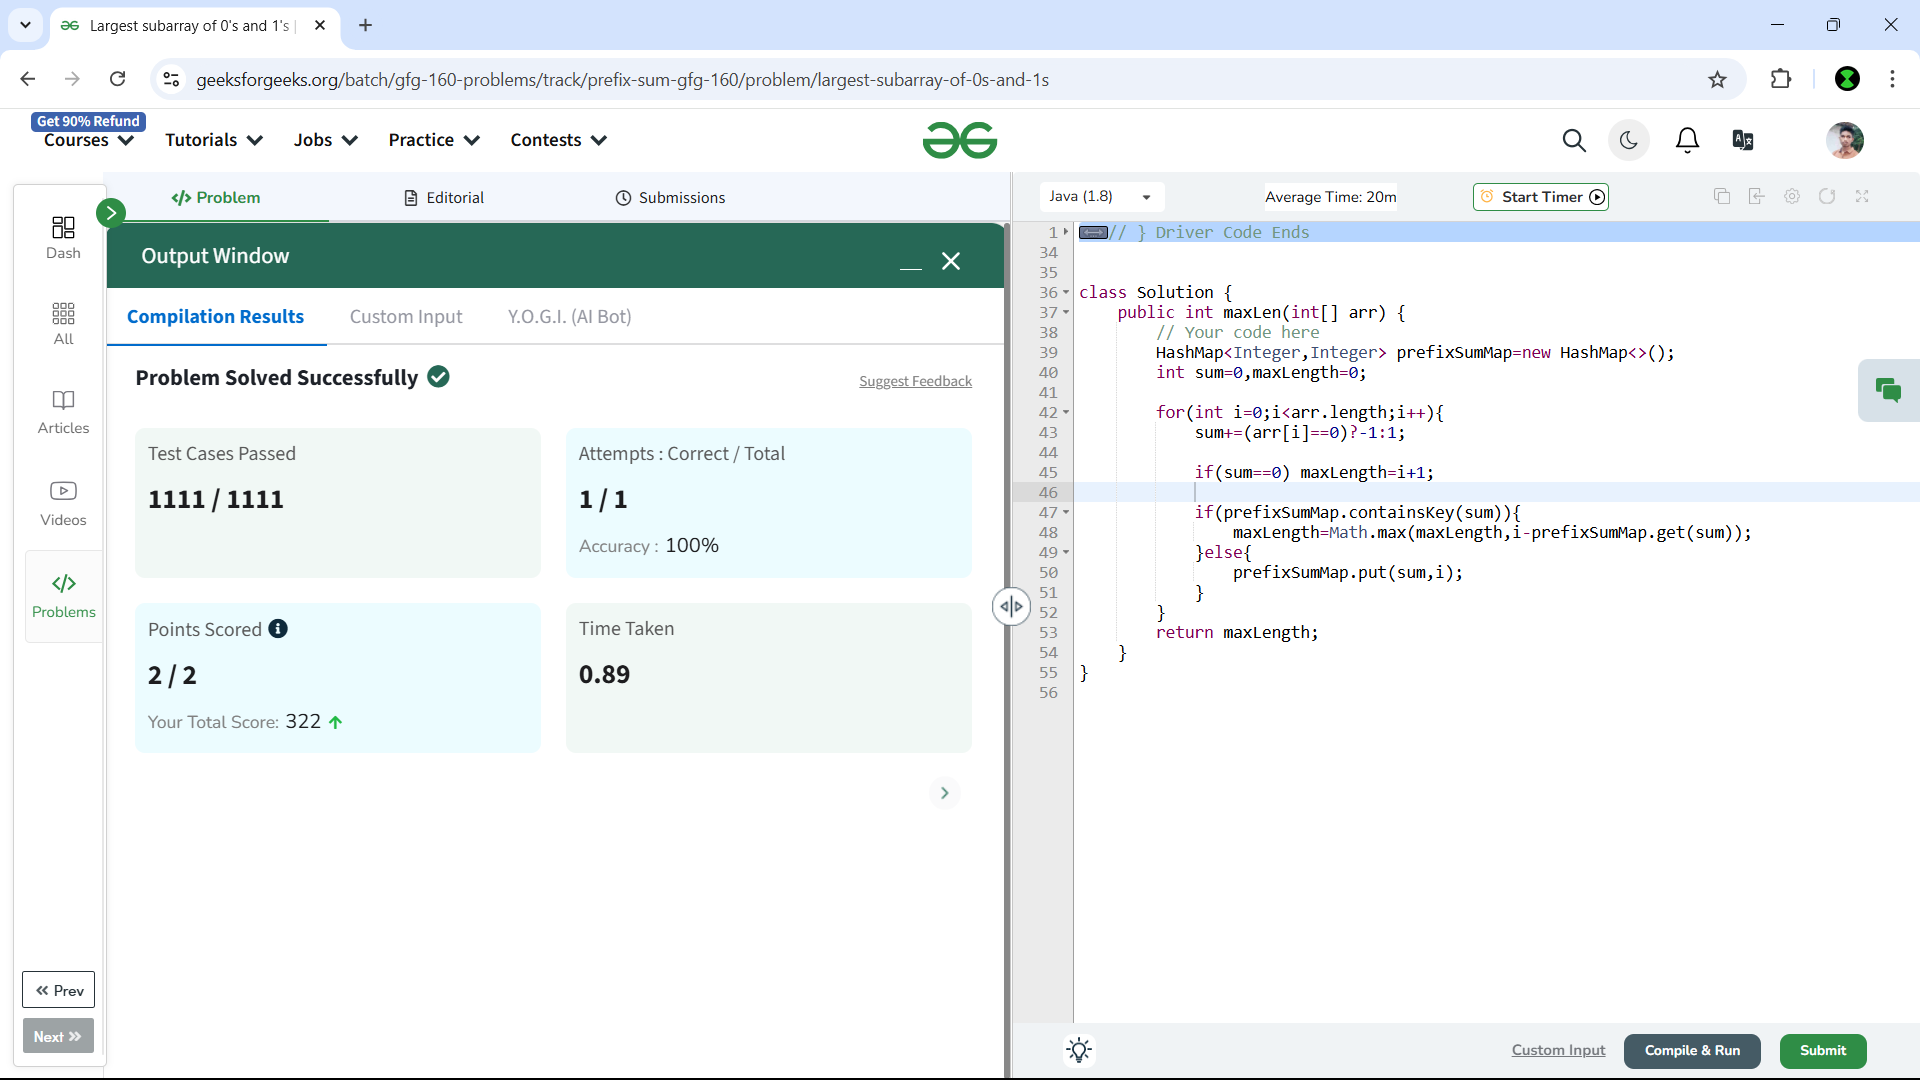 Largest subarray of 0's and 1's |
geeksforgeeks.org/batch/gfg-160-problems/track/prefix-sum-gfg-160/problem/largest-subarray-of-0s-and-1s
Get 90% Refund
Courses
Tutorials
Jobs
Practice
Contests
Dash
All
Articles
Videos
</> Problems
« Prev
Next »
</> Problem
Editorial
Submissions
Output Window
Compilation Results
Custom Input
Y.O.G.I. (AI Bot)
Problem Solved Successfully
Suggest Feedback
Test Cases Passed
1111 / 1111
Attempts : Correct / Total
1 / 1
Accuracy : 100%
Points Scored
2 / 2
Your Total Score: 322
Time Taken
0.89
Java (1.8)
Average Time: 20m
Start Timer
1 // } Driver Code Ends
34
35
36 class Solution {
37 public int maxLen(int[] arr) {
38 // Your code here
39 HashMap<Integer,Integer> prefixSumMap=new HashMap<>();
40 int sum=0,maxLength=0;
41
42 for(int i=0;i<arr.length;i++){
43 sum+=(arr[i]==0)?-1:1;
44
45 if(sum==0) maxLength=i+1;
46
47 if(prefixSumMap.containsKey(sum)){
48 maxLength=Math.max(maxLength,i-prefixSumMap.get(sum));
49 }else{
50 prefixSumMap.put(sum,i);
51 }
52 }
53 return maxLength;
54 }
55 }
56
Custom Input
Compile & Run
Submit